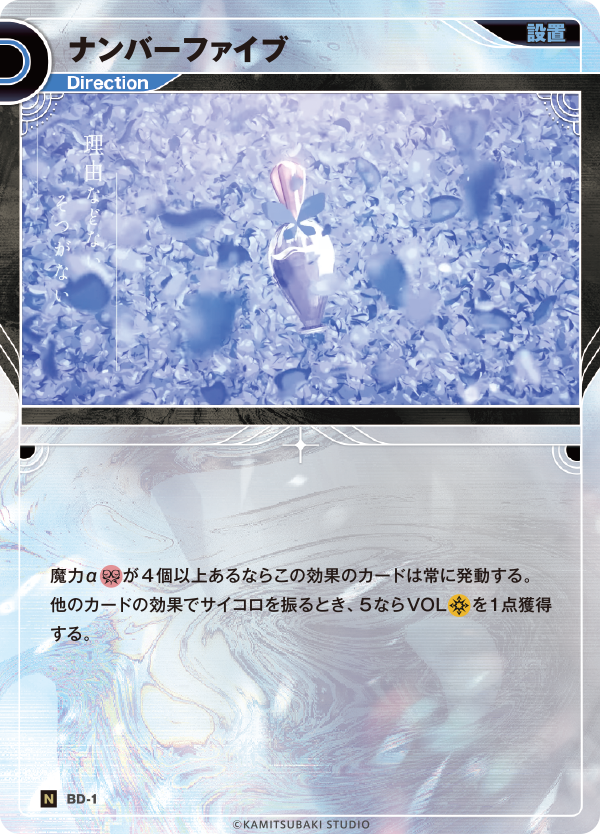 ナンバーファイブ
設置
Direction
理由などない
そつがない
魔力α が4個以上あるならこの効果のカードは常に発動する。
他のカードの効果でサイコロを振るとき、5ならVOL を1点獲得
する。
N BD-1
©KAMITSUBAKI STUDIO